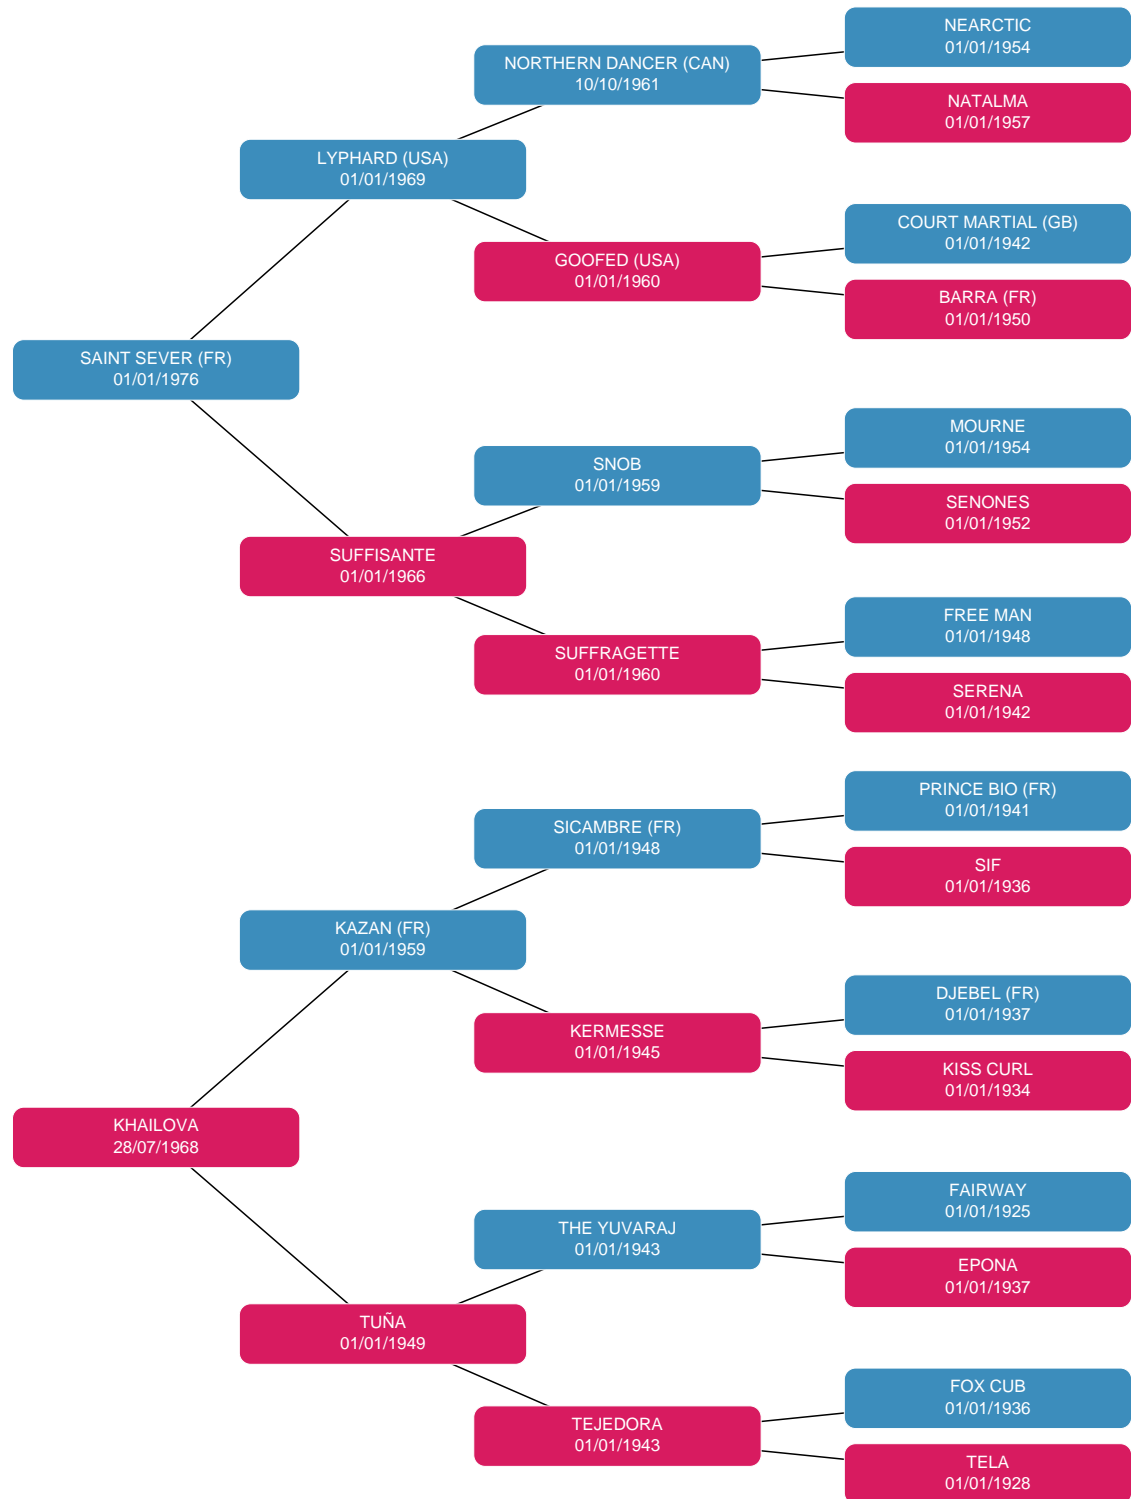 NEARCTIC
01/01/1954
NORTHERN DANCER (CAN)
10/10/1961
NATALMA
01/01/1957
LYPHARD (USA)
01/01/1969
COURT MARTIAL (GB)
01/01/1942
GOOFED (USA)
01/01/1960
BARRA (FR)
01/01/1950
SAINT SEVER (FR)
01/01/1976
MOURNE
01/01/1954
SNOB
01/01/1959
SENONES
01/01/1952
SUFFISANTE
01/01/1966
FREE MAN
01/01/1948
SUFFRAGETTE
01/01/1960
SERENA
01/01/1942
PRINCE BIO (FR)
01/01/1941
SICAMBRE (FR)
01/01/1948
SIF
01/01/1936
KAZAN (FR)
01/01/1959
DJEBEL (FR)
01/01/1937
KERMESSE
01/01/1945
KISS CURL
01/01/1934
KHAILOVA
28/07/1968
FAIRWAY
01/01/1925
THE YUVARAJ
01/01/1943
EPONA
01/01/1937
TUÑA
01/01/1949
FOX CUB
01/01/1936
TEJEDORA
01/01/1943
TELA
01/01/1928